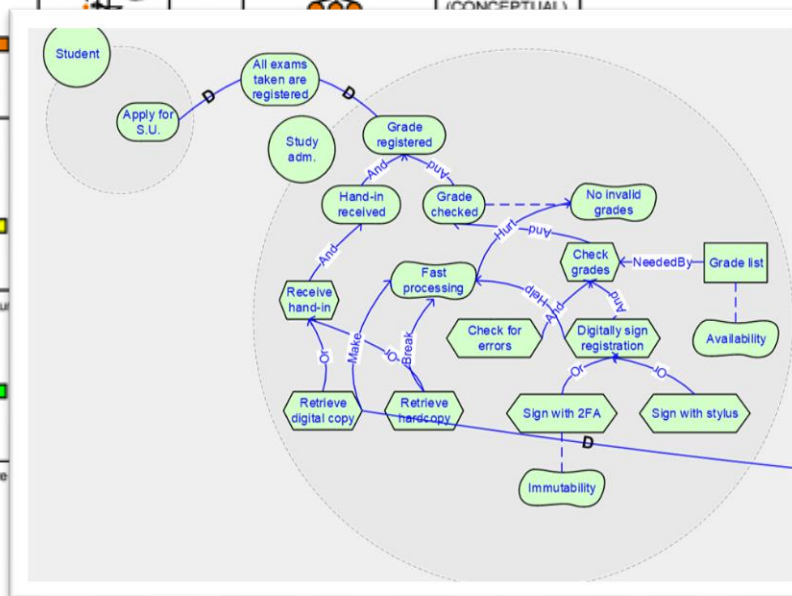 (CONCEPTUAL)
Student
All exams
taken are
registered
D
D
Apply for
S.U.
Grade
registered
Study
adm.
And
And
Hand-in
received
Grade
checked
No invalid
grades
Hurt
And
And
Check
grades
NeededBy
Grade list
Fast
processing
Receive
hand-in
Help
And
And
Check for
errors
Digitally sign
registration
Availability
Or
Make
Or
Break
Or
Or
Retrieve
digital copy
Retrieve
hardcopy
Sign with 2FA
Sign with stylus
D
Immutability